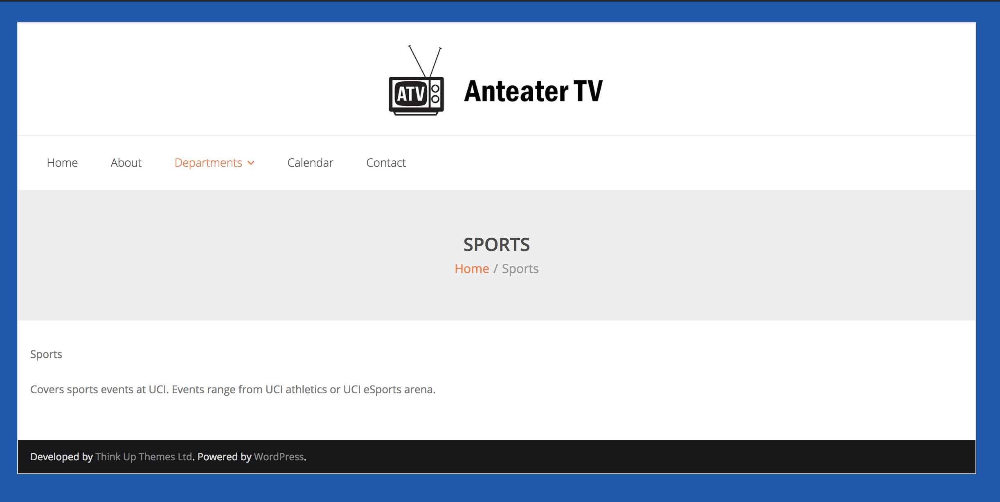 ATV Anteater TV
Home About Departments Calendar Contact
SPORTS
Home / Sports
Sports
Covers sports events at UCI. Events range from UCI athletics or UCI eSports arena.
Developed by Think Up Themes Ltd. Powered by WordPress.